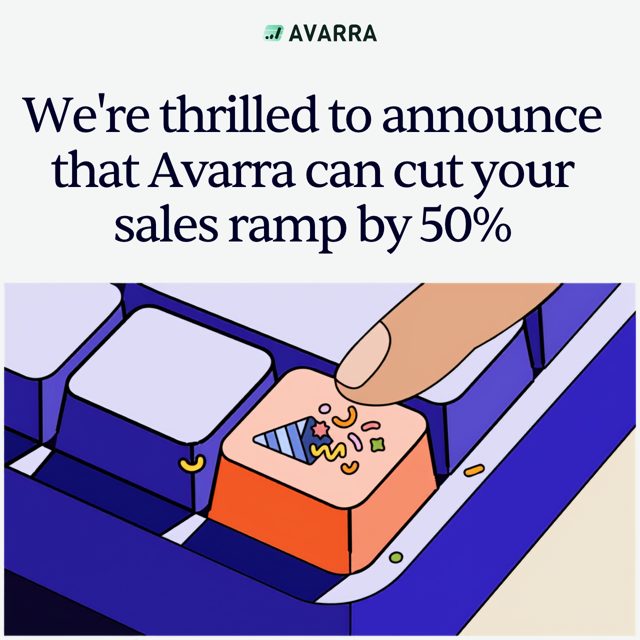 AVARRA
We're thrilled to announce
that Avarra can cut your
sales ramp by 50%